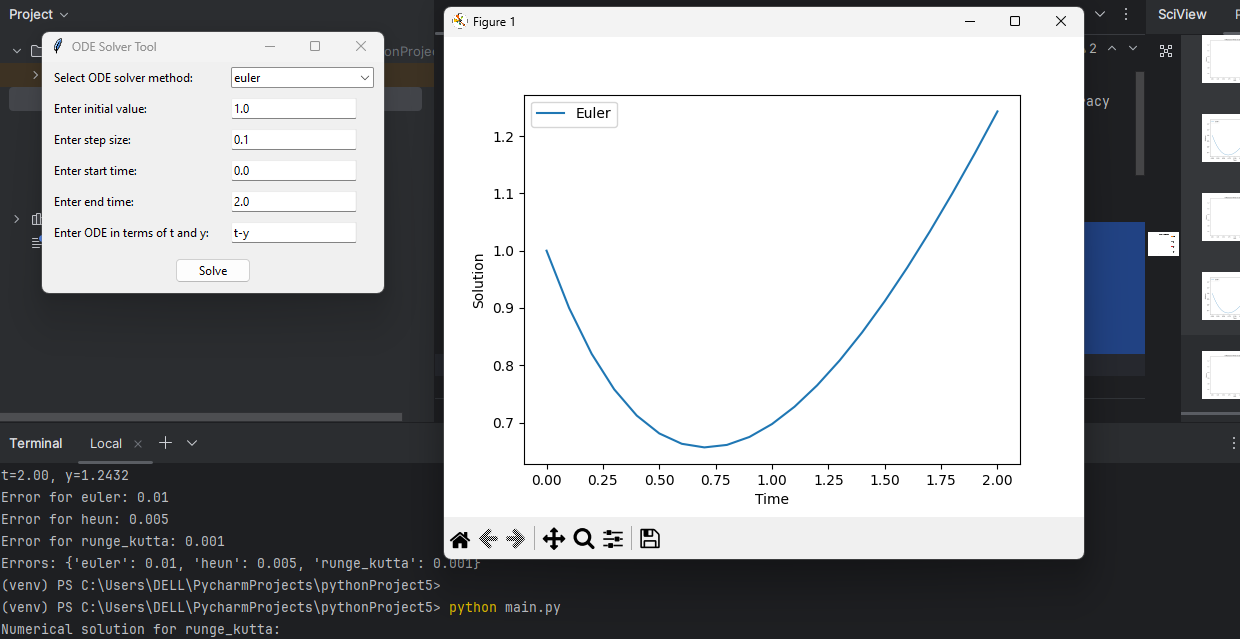 Project
ODE Solver Tool
Select ODE solver method:
euler
Enter initial value:
1.0
Enter step size:
0.1
Enter start time:
0.0
Enter end time:
2.0
Enter ODE in terms of t and y:
t-y
Solve
Figure 1
Euler
1.2
1.1
1.0
0.9
0.8
0.7
Solution
0.00 0.25 0.50 0.75 1.00 1.25 1.50 1.75 2.00
Time
2
acy
SciView
Terminal Local
t=2.00, y=1.2432
Error for euler: 0.01
Error for heun: 0.005
Error for runge_kutta: 0.001
Errors: {'euler': 0.01, 'heun': 0.005, 'runge_kutta': 0.001}
(venv) PS C:\Users\DELL\PycharmProjects\pythonProject5>
(venv) PS C:\Users\DELL\PycharmProjects\pythonProject5> python main.py
Numerical solution for runge_kutta: